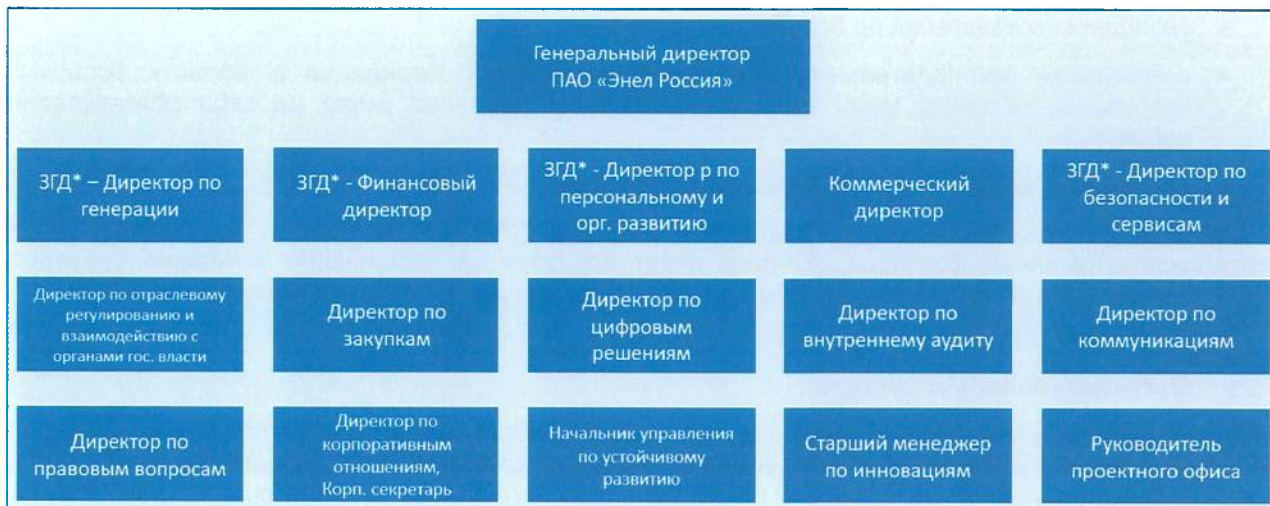 Генеральный директор
ПАО «Энел Россия»
ЗГД* – Директор по
генерации
ЗГД* - Финансовый
директор
ЗГД* - Директор р по
персональному и
орг. развитию
Коммерческий
директор
ЗГД* - Директор по
безопасности и
сервисам
Директор по отраслевому
регулированию и
взаимодействию с
органами гос. власти
Директор по
закупкам
Директор по
цифровым
решениям
Директор по
внутреннему аудиту
Директор по
коммуникациям
Директор по
правовым вопросам
Директор по
корпоративным
отношениям,
Корп. секретарь
Начальник управления
по устойчивому
развитию
Старший менеджер
по инновациям
Руководитель
проектного офиса